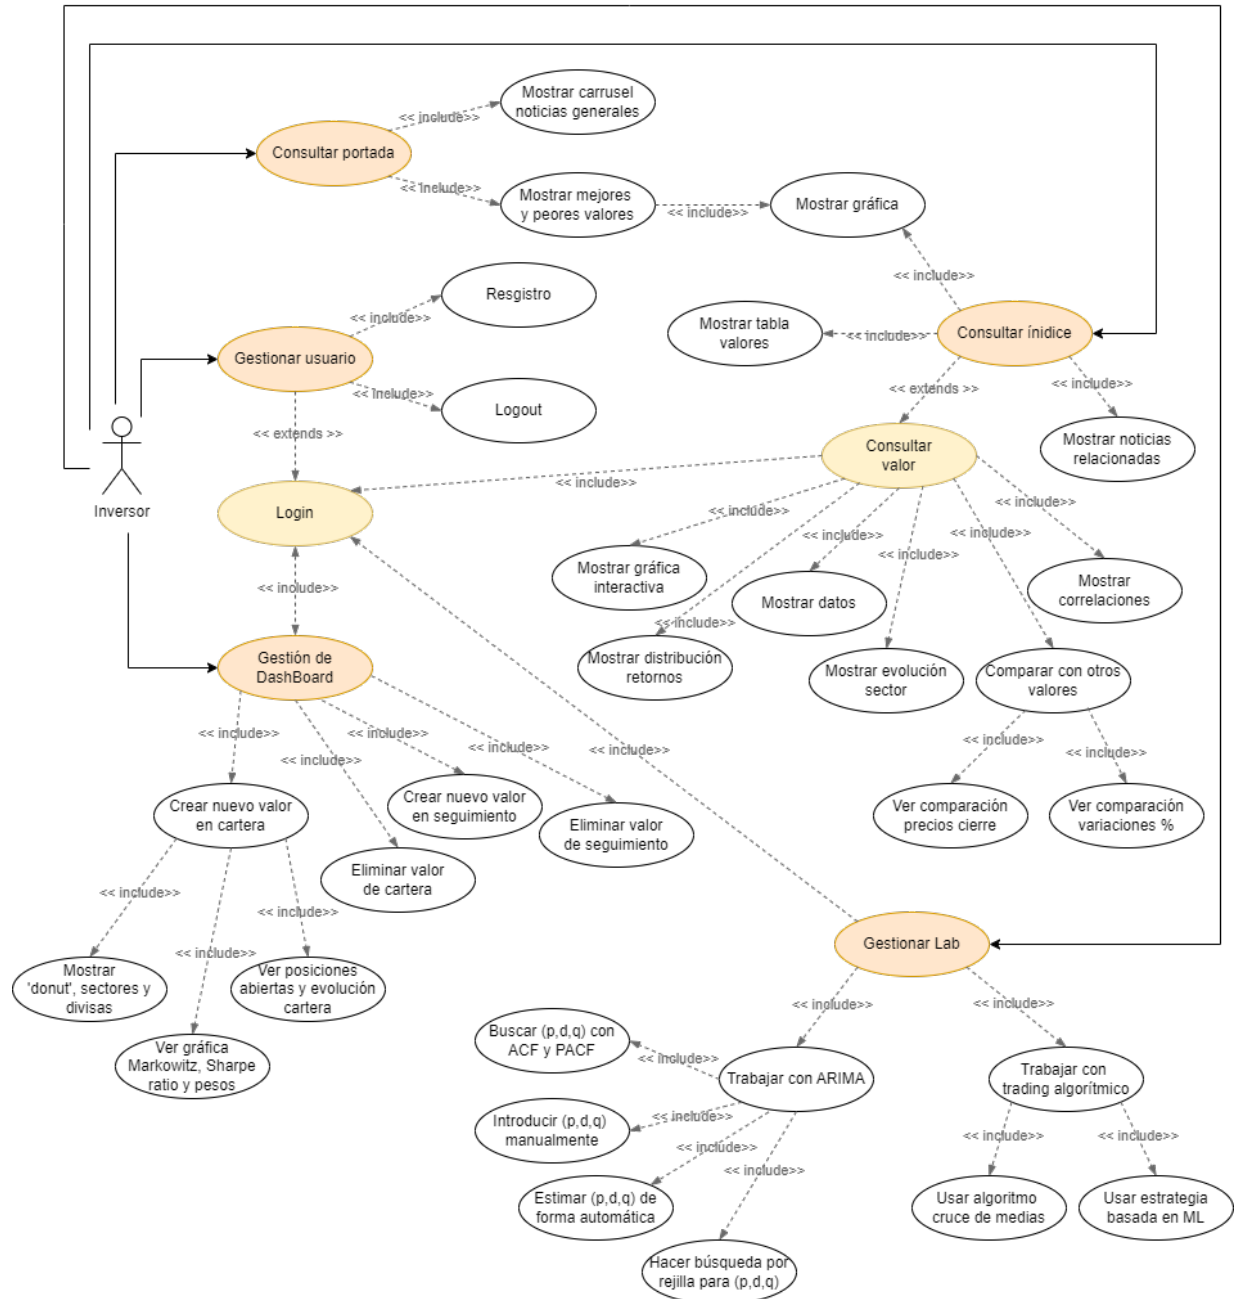 Mostrar carrusel
noticias generales
<< include>>
Consultar portada
<< include>>
Mostrar mejores
y peores valores
<< include>>
Mostrar gráfica
<< include>>
Resgistro
<< include>>
Mostrar tabla
valores
<< include>>
Consultar ínidice
Gestionar usuario
<< include>>
<< extends >>
<< include>>
Logout
<< extends >>
Mostrar noticias
relacionadas
Consultar
valor
Inversor
Login
<< include>>
<< include>>
<< include>>
<< include>>
<< include>>
<< include>>
<< include>>
Mostrar gráfica
interactiva
<< include>>
Mostrar datos
Mostrar
correlaciones
<< include>>
Gestión de
DashBoard
Mostrar distribución
retornos
Mostrar evolución
sector
Comparar con otros
valores
<< include>>
<< include>>
<< include>>
<< include>>
<< include>>
<< include>>
<< include>>
Crear nuevo valor
en cartera
Crear nuevo valor
en seguimiento
Eliminar valor
de seguimiento
Ver comparación
precios cierre
Ver comparación
variaciones %
Eliminar valor
de cartera
<< include>>
<< include>>
<< include>>
Gestionar Lab
Mostrar
'donut', sectores y
divisas
Ver posiciones
abiertas y evolución
cartera
<< include>>
<< include>>
Ver gráfica
Markowitz, Sharpe
ratio y pesos
Buscar (p,d,q) con
ACF y PACF
<< include>>
Trabajar con ARIMA
Trabajar con
trading algorítmico
Introducir (p,d,q)
manualmente
<< include>>
<< include>>
<< include>>
<< include>>
<< include>>
Estimar (p,d,q) de
forma automática
Usar algoritmo
cruce de medias
Usar estrategia
basada en ML
Hacer búsqueda por
rejilla para (p,d,q)